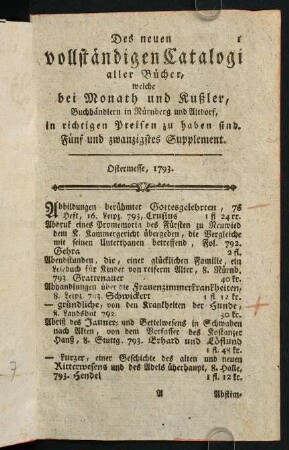 Des neuen 1
vollständigen Catalogi
aller Bücher,
welche
bei Monath und Kußler,
Buchhändlern in Nürnberg und Altdorf,
in richtigen Preisen zu haben sind.
Fünf und zwanzigstes Supplement.
Ostermesse, 1793.
Abbildungen berühmter Gottesgelehrten, 7s
Heft, 16. Leipz. 793. Crusius 1 fl 24 kr.
Abdruk eines Promemoria des Fürsten zu Neuwied
dem K. Kammergericht übergeben, die Vergleiche
mit seinen Unterthanen betreffend, Fol. 792.
Gehra 2 fl.
Abendstunden, die, einer glücklichen Familie, ein
Lesebuch für Kinder von reiferm Alter, 8. Nürnb.
793 Grattenauer 40 kr.
Abhandlungen über die Frauenzimmerkrankheiten,
8. Leipz 793. Schwickert 1 fl 12 kr.
— gründliche, von den Krankheiten der Hunde,
8. Landshut 792. 30 kr.
Abriß des Jauner- und Bettelwesens in Schwaben
nach Akten, von dem Verfasser des Kostanzer
Hanß, 8. Stuttg. 793. Erhard und Löflund
1 fl. 48 kr.
— kurzer, einer Geschichte des alten und neuen
Ritterwesens und des Adels überhaupt, 8. Halle,
793. Hendel 1 fl. 12 kr.
A Abstim-